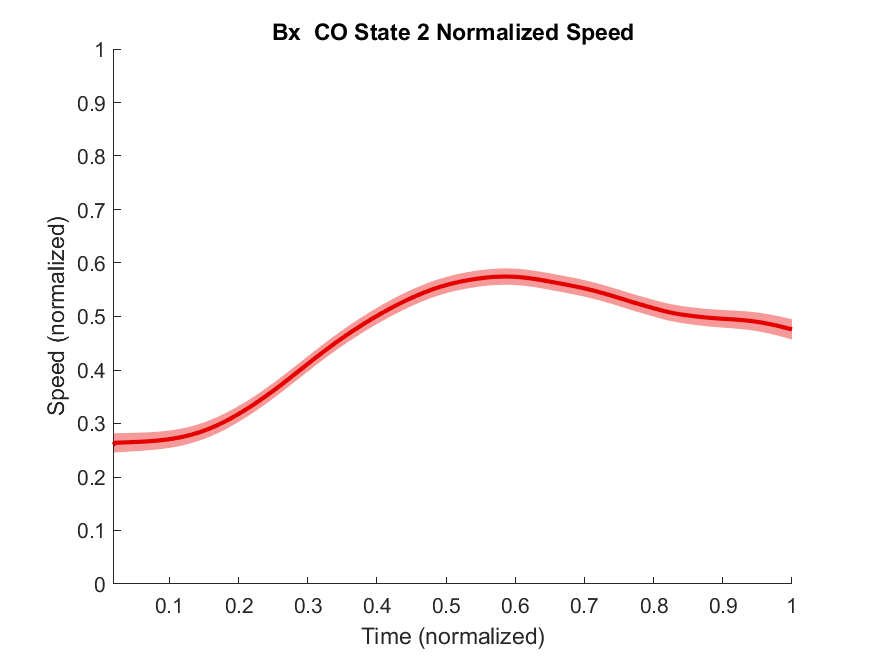 Bx  CO State 2 Normalized Speed
1
0.9
0.8
0.7
0.6
0.5
0.4
0.3
0.2
0.1
0
Speed (normalized)
0.1 0.2 0.3 0.4 0.5 0.6 0.7 0.8 0.9 1
Time (normalized)